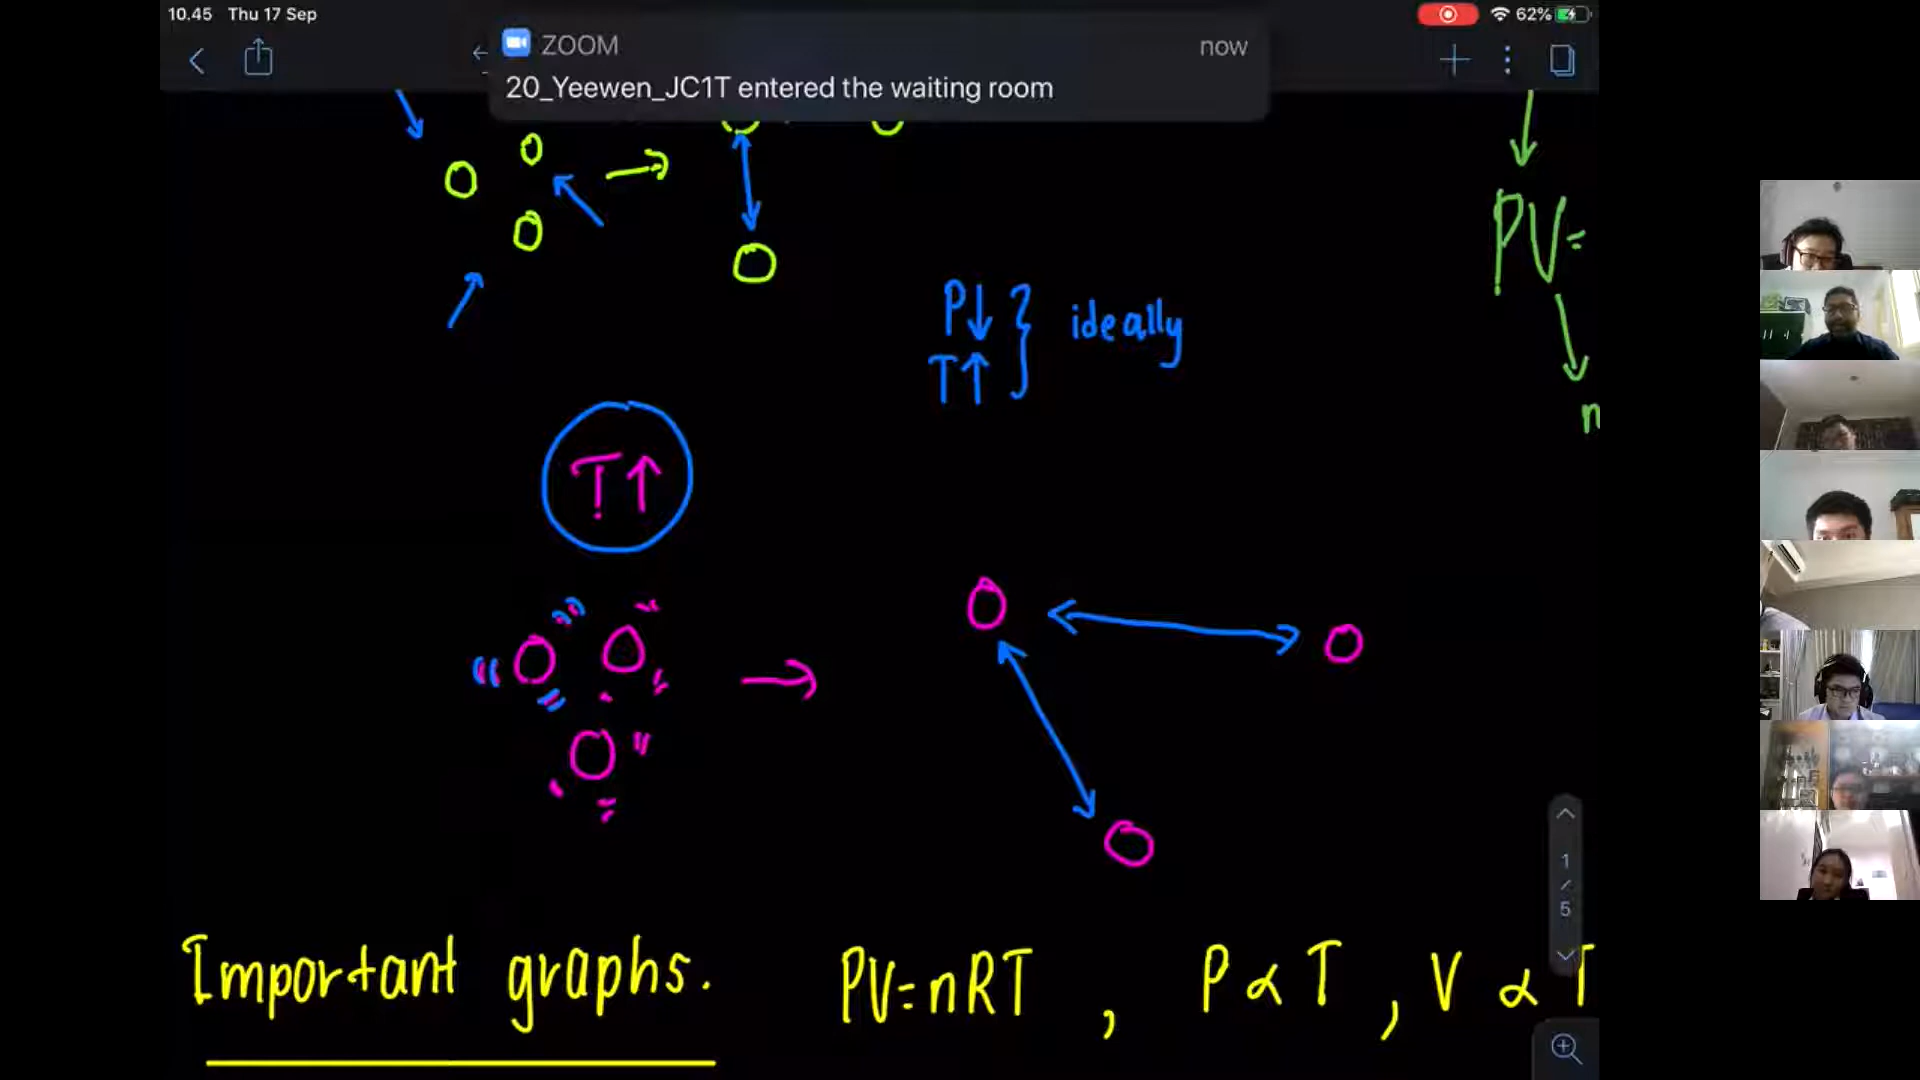 10.45 Thu 17 Sep
62%
ZOOM
now
20_Yeewen_JC1T entered the waiting room
PV=
P↓
T↑
} ideally
n
T↑
1
/
5
Important graphs. PV=nRT , P ∝ T , V ∝ T